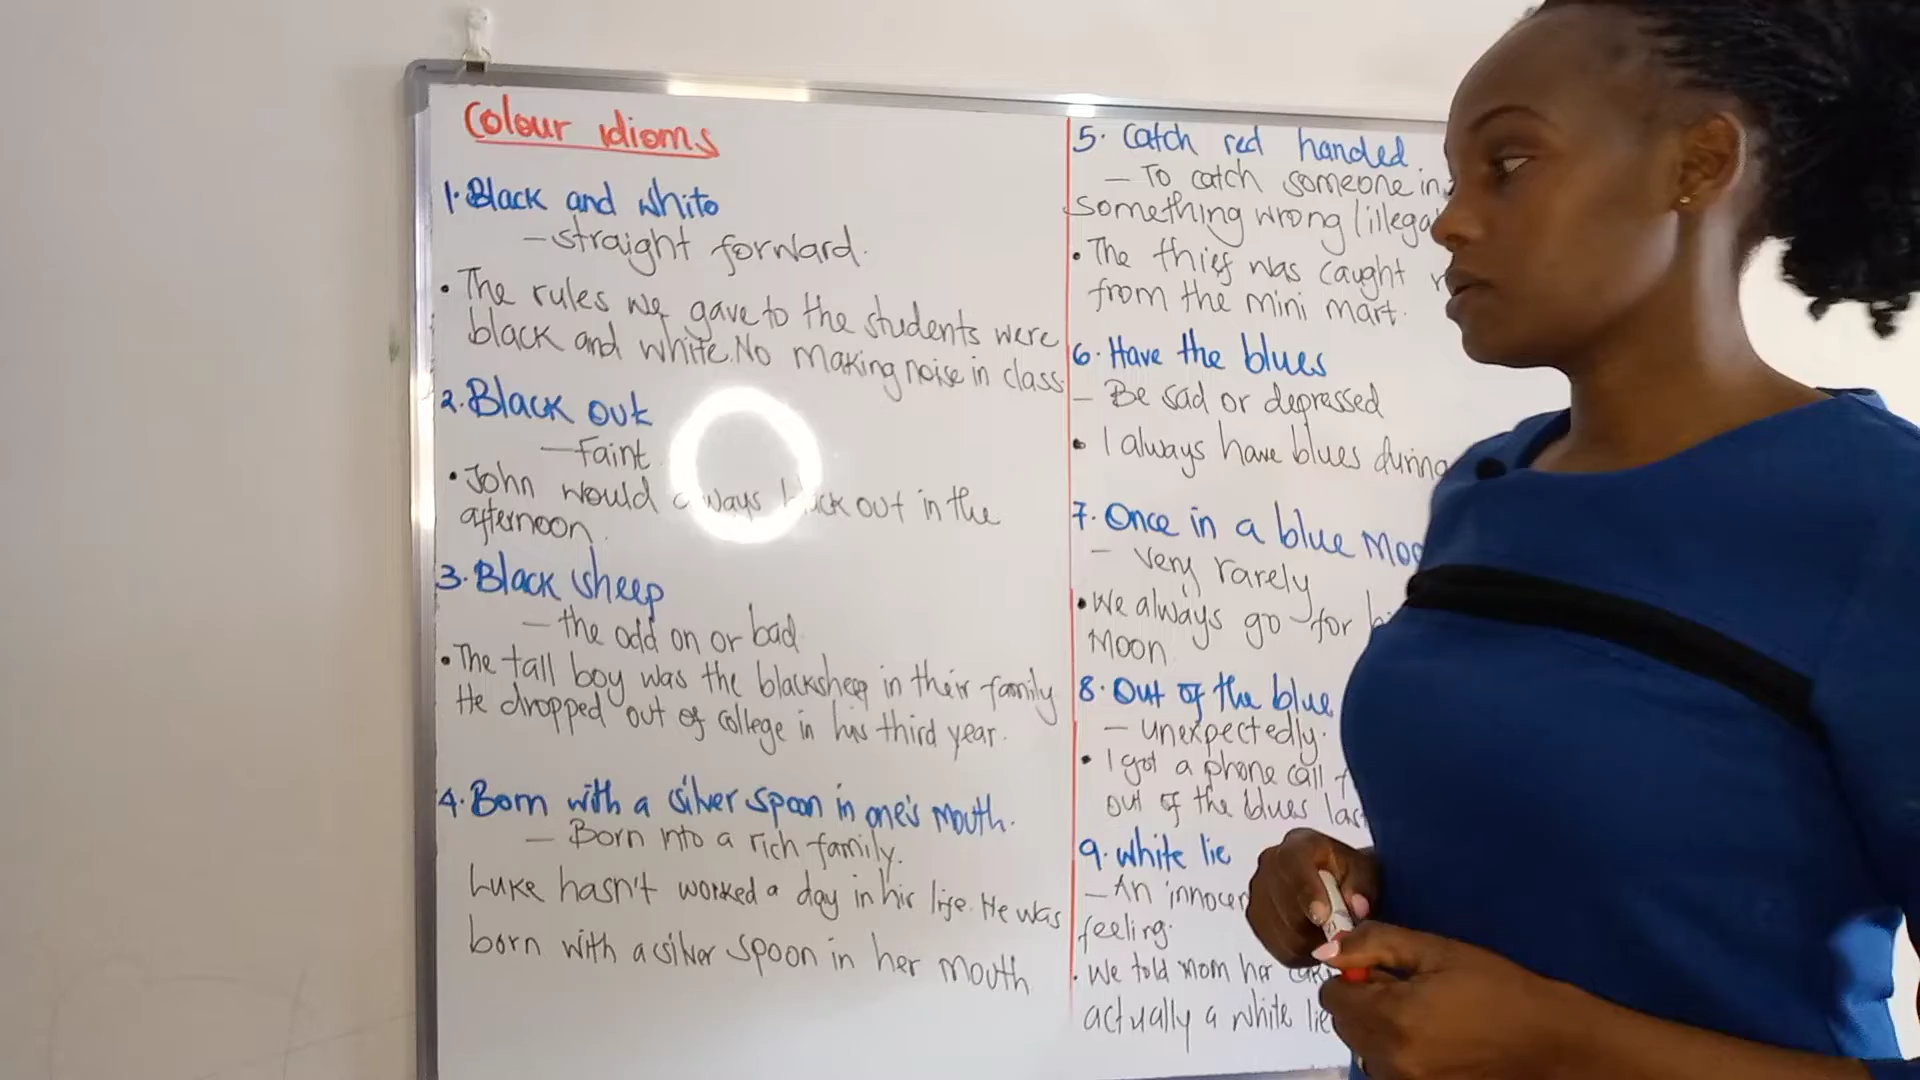 Colour idioms
1. Black and white
– straight forward.
• The rules we gave to the students were
black and white. No making noise in class.
2. Black out
– Faint
• John would always black out in the
afternoon.
3. Black sheep
– the odd on or bad
• The tall boy was the blacksheep in their family
He dropped out of college in his third year.
4. Born with a silver spoon in one's mouth.
– Born into a rich family.
Luke hasn't worked a day in his life. He was
born with a silver spoon in her mouth
5. Catch red handed.
– To catch someone in
something wrong (illegal
• The thief was caught
from the mini mart.
6. Have the blues
– Be sad or depressed
• I always have blues during
7. Once in a blue Moo
– Very rarely
• We always go for
Moon
8. Out of the blue
– unexpectedly.
• I got a phone call
out of the blues last
9. white lie
– An innocen
feeling.
• We told mom her
actually a white lie